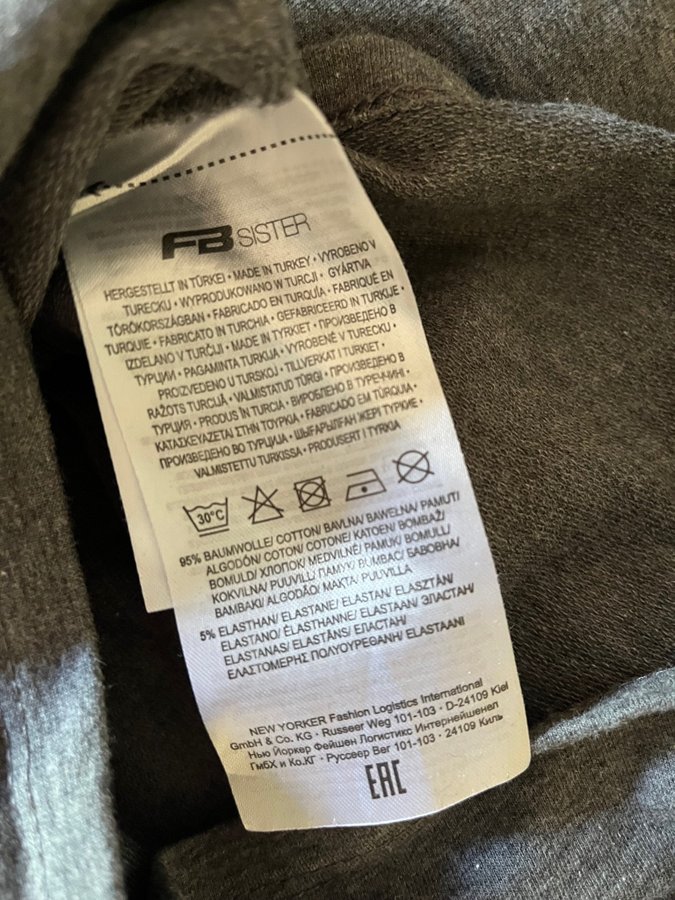 FB SISTER
HERGESTELLT IN TÜRKEI • MADE IN TURKEY • VYROBENO V
TURECKU • WYPRODUKOWANO W TURCJI • GYÁRTVA
TÖRÖKORSZÁGBAN • FABRICADO EN TURQUÍA • FABRIQUÉ EN
TURQUIE • FABRICATO IN TURCHIA • GEFABRICEERD IN TURKIJE •
IZDELANO V TURČIJI • MADE IN TYRKIET • ПРОИЗВЕДЕНО В
ТУРЦИИ • PAGAMINTA TURKIJA • VYROBENÉ V TURECKU •
PROIZVEDENO U TURSKOJ • TILLVERKAT I TURKIET •
RAŽOTS TURCIJĀ • VALMISTATUD TÜRGI • ПРОИЗВЕДЕНО В
ТУРЦИЯ • PRODUS ÎN TURCIA • ВИРОБЛЕНО В ТУРЕЧЧИНІ •
ΚΑΤΑΣΚΕΥΑΖΕΤΑΙ ΣΤΗΝ ΤΟΥΡΚΙΑ • FABRICADO EM TÚRQUIA •
ПРОИЗВЕДЕНО ВО ТУРЦИЈА • ШЫҒАРЫЛҒАН ЖЕРІ ТҮРКИЕ •
VALMISTETTU TURKISSA • PRODUSERT I TYRKIA
30°C
95% BAUMWOLLE/ COTTON/ BAVLNA/ BAWEŁNA/ PAMUT/
ALGODÓN/ COTON/ COTONE/ KATOEN/ BOMBAŽ/
BOMULD/ ХЛОПОК/ MEDVILNĖ/ PAMUK/ BOMULL/
KOKVILNA/ PUUVILL/ ПАМУК/ BUMBAC/ БАВОВНА/
ΒΑΜΒΑΚΙ/ ALGODÃO/ МАКТА/ PUUVILLA
5% ELASTHAN/ ELASTANE/ ELASTAN/ ELASZTÁN/
ELASTANO/ ÉLASTHANNE/ ELASTAAN/ ЭЛАСТАН/
ELASTANAS/ ELASTĀNS/ ЕЛАСТАН/
ΕΛΑΣΤΟΜΕΡΗΣ ΠΟΛΥΟΥΡΕΘΑΝΗ/ ELASTAANI
NEW YORKER Fashion Logistics International
GmbH & Co. KG · Russeer Weg 101-103 · D-24109 Kiel
Нью Йоркер Фейшен Логистикс Интернейшенел
ГмбХ и Ко.КГ · Руссеер Вег 101-103 · 24109 Киль
EAC